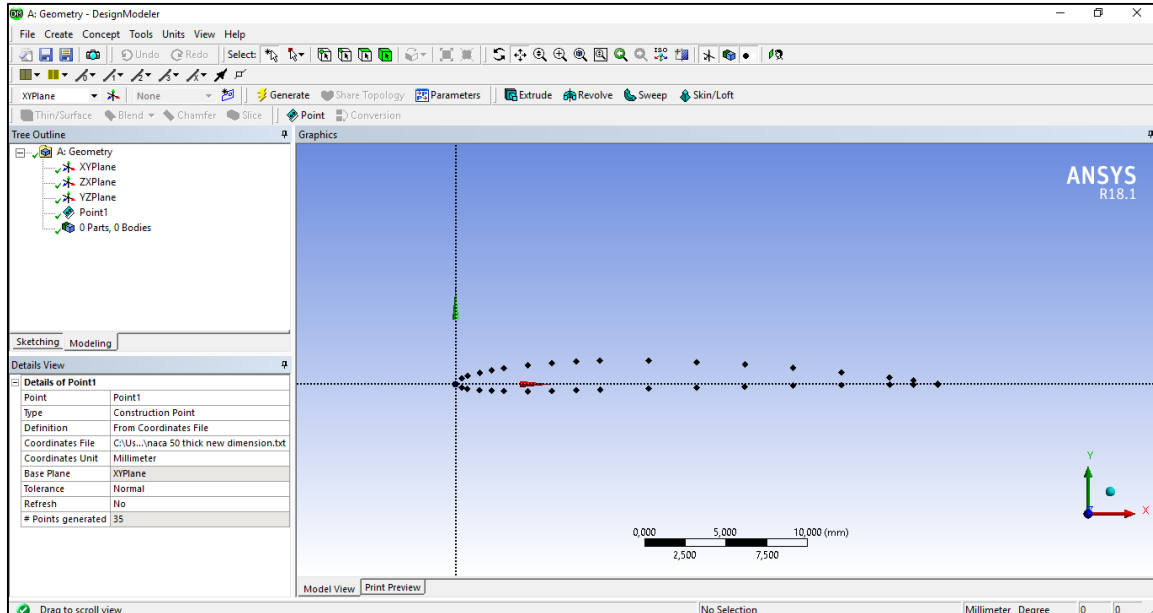 A: Geometry - DesignModeler
File Create Concept Tools Units View Help
Undo Redo Select:
XYPlane None Generate Share Topology Parameters Extrude Revolve Sweep Skin/Loft
Thin/Surface Blend Chamfer Slice Point Conversion
Tree Outline
A: Geometry
XYPlane
ZXPlane
YZPlane
Point1
0 Parts, 0 Bodies
Sketching Modeling
Details View
Details of Point1
Point Point1
Type Construction Point
Definition From Coordinates File
Coordinates File C:\Us...\naca 50 thick new dimension.txt
Coordinates Unit Millimeter
Base Plane XYPlane
Tolerance Normal
Refresh No
# Points generated 35
Graphics
ANSYS
R18.1
Y
X
0,000 5,000 10,000 (mm)
2,500 7,500
Model View Print Preview
Drag to scroll view No Selection Millimeter Degree 0 0